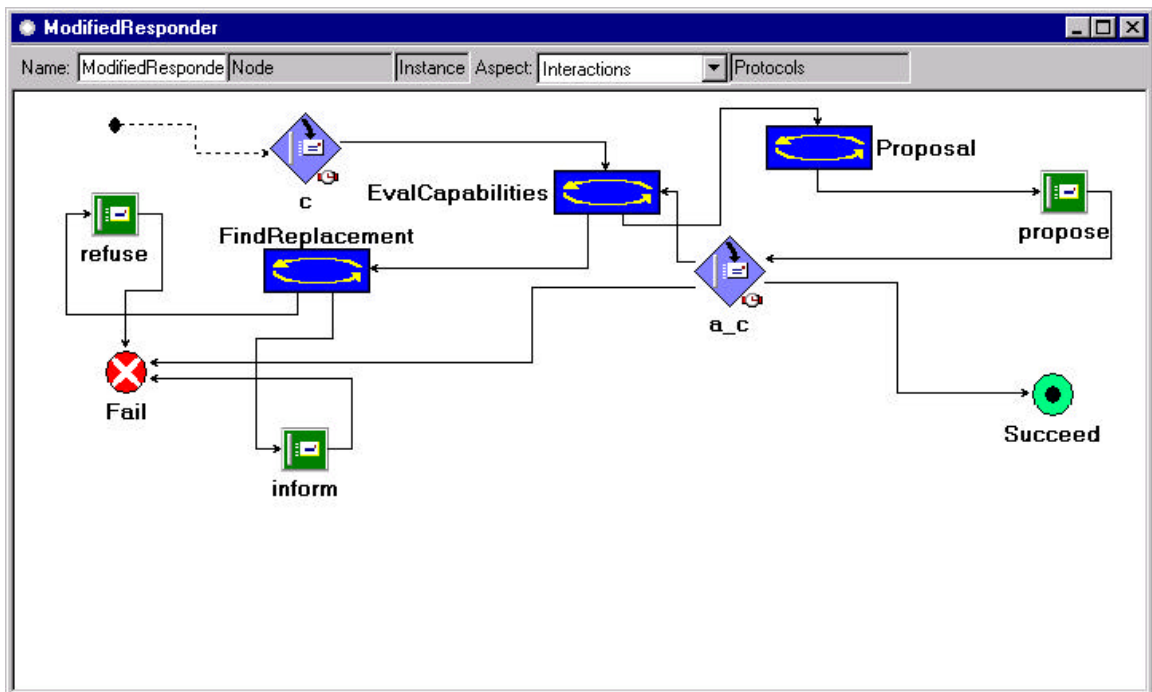 ModifiedResponder
Name: ModifiedResponde Node Instance Aspect: Interactions Protocols
Proposal
EvalCapabilities
c
propose
refuse
FindReplacement
a_c
Fail
Succeed
inform